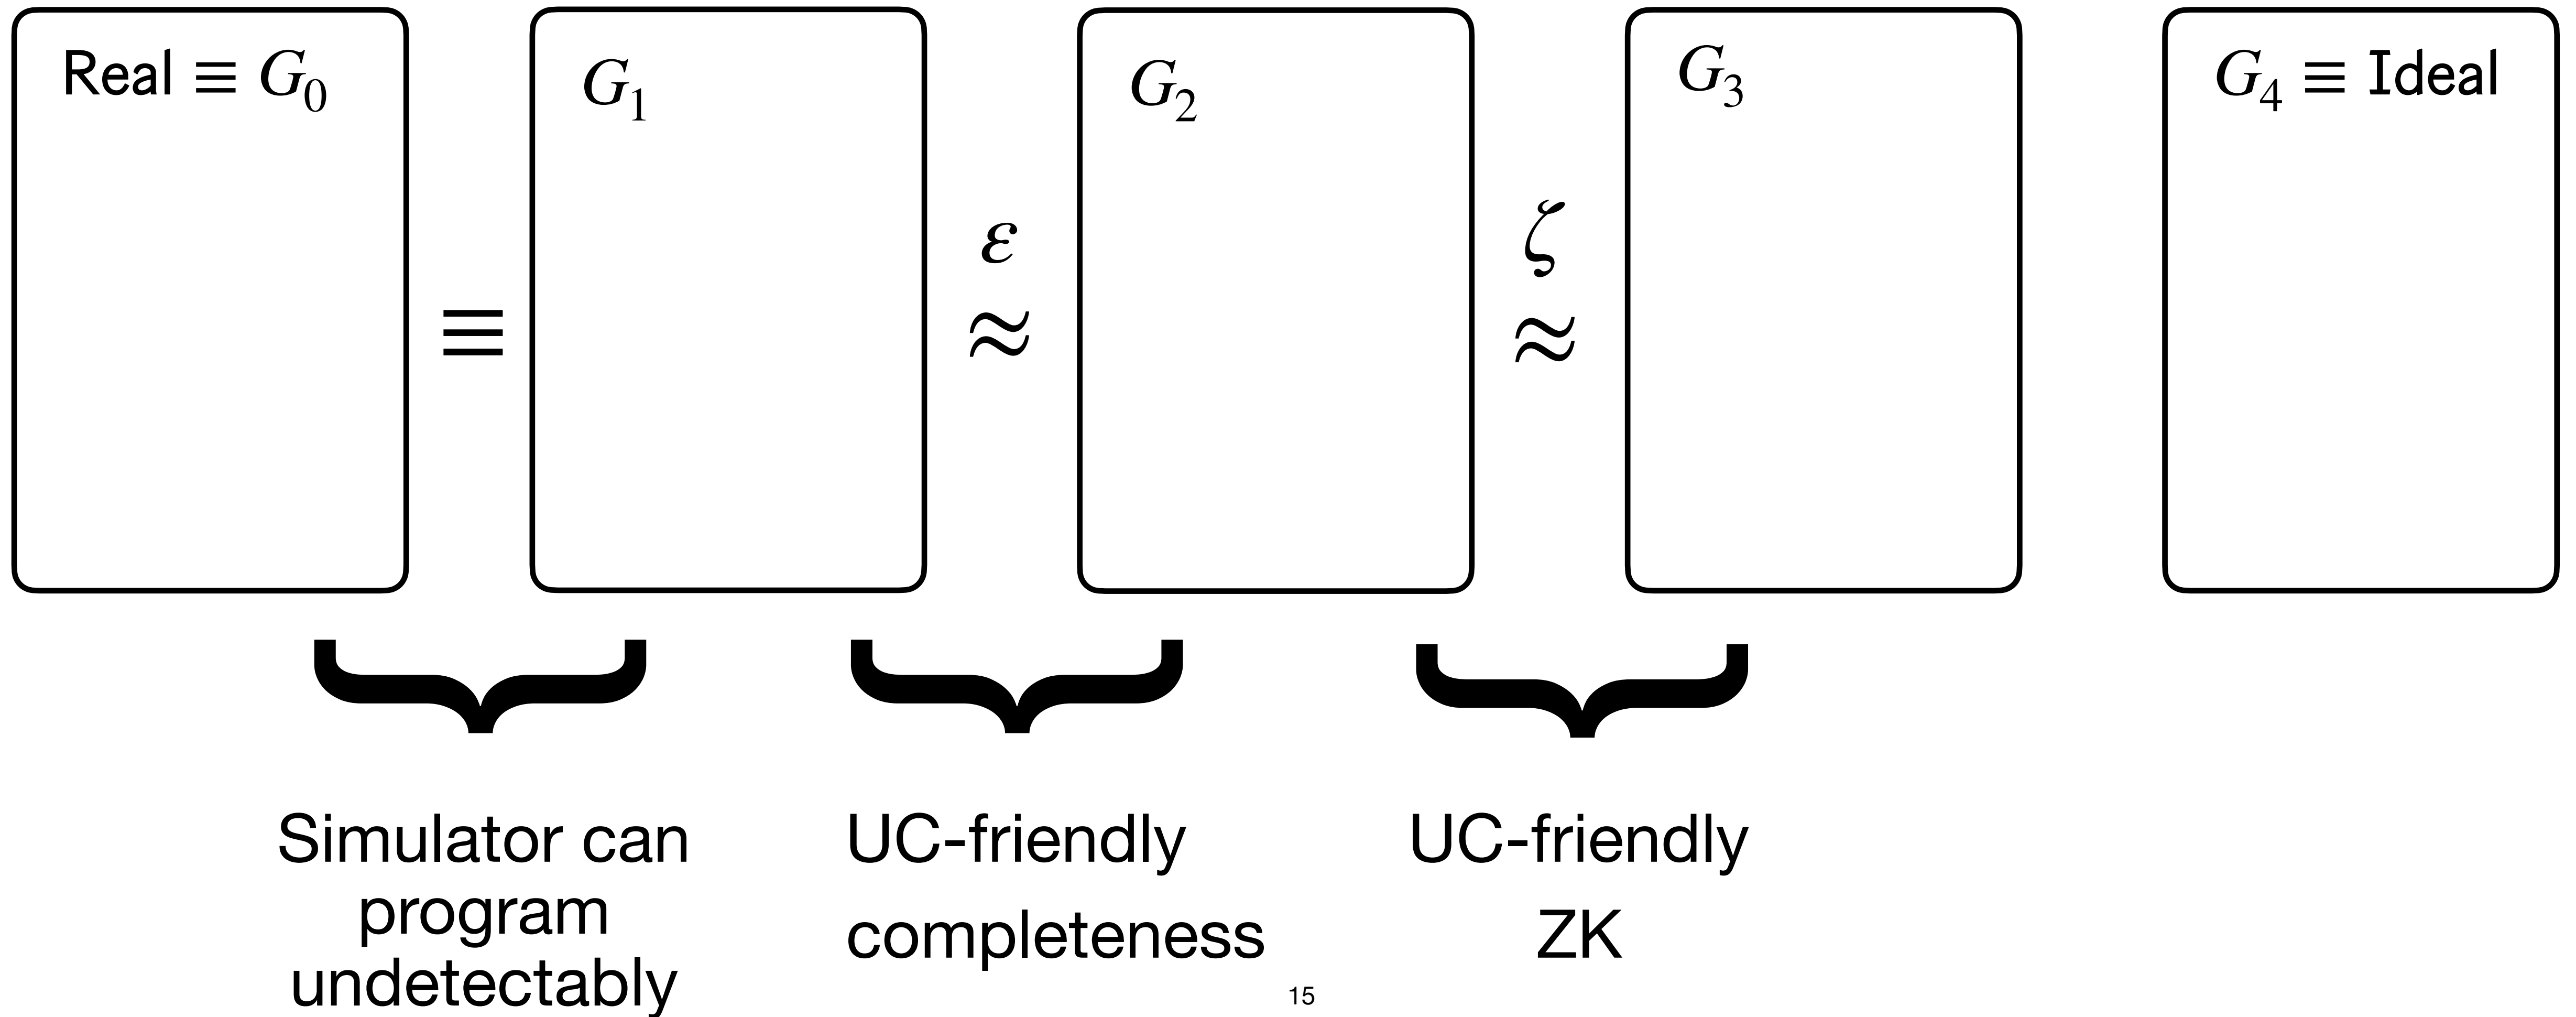 Real ≡ G₀
G₁
G₂
G₃
G₄ ≡ Ideal
≡
ε
≈
ζ
≈
Simulator can
program
undetectably
UC-friendly
completeness
UC-friendly
ZK
15